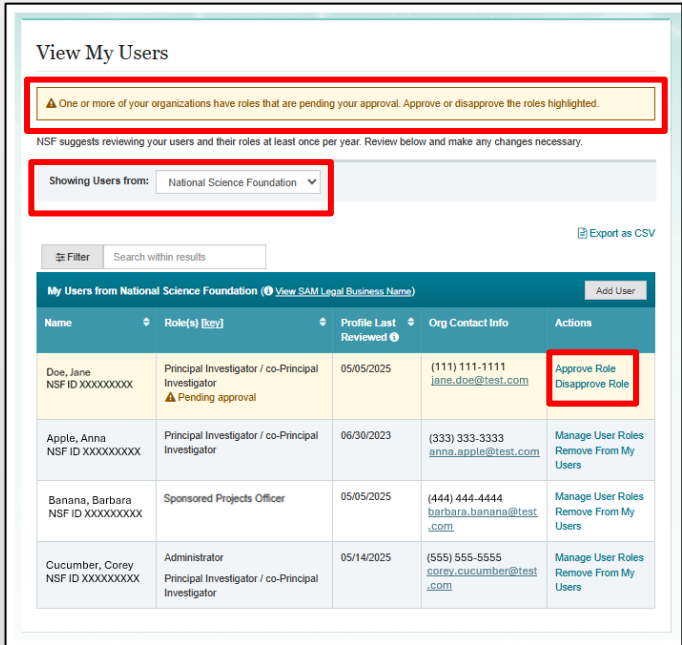 View My Users
One or more of your organizations have roles that are pending your approval. Approve or disapprove the roles highlighted.
NSF suggests reviewing your users and their roles at least once per year. Review below and make any changes necessary.
Showing Users from: National Science Foundation
Export as CSV
Filter Search within results
My Users from National Science Foundation (View SAM Legal Business Name) Add User
Name Role(s) [key] Profile Last Reviewed Org Contact Info Actions
Doe, Jane
NSF ID XXXXXXXXX
Principal Investigator / co-Principal
Investigator
Pending approval
05/05/2025
(111) 111-1111
jane.doe@test.com
Approve Role
Disapprove Role
Apple, Anna
NSF ID XXXXXXXXX
Principal Investigator / co-Principal
Investigator
06/30/2023
(333) 333-3333
anna.apple@test.com
Manage User Roles
Remove From My
Users
Banana, Barbara
NSF ID XXXXXXXXX
Sponsored Projects Officer
05/05/2025
(444) 444-4444
barbara.banana@test
.com
Manage User Roles
Remove From My
Users
Cucumber, Corey
NSF ID XXXXXXXXX
Administrator
Principal Investigator / co-Principal
Investigator
05/14/2025
(555) 555-5555
corey.cucumber@test
.com
Manage User Roles
Remove From My
Users